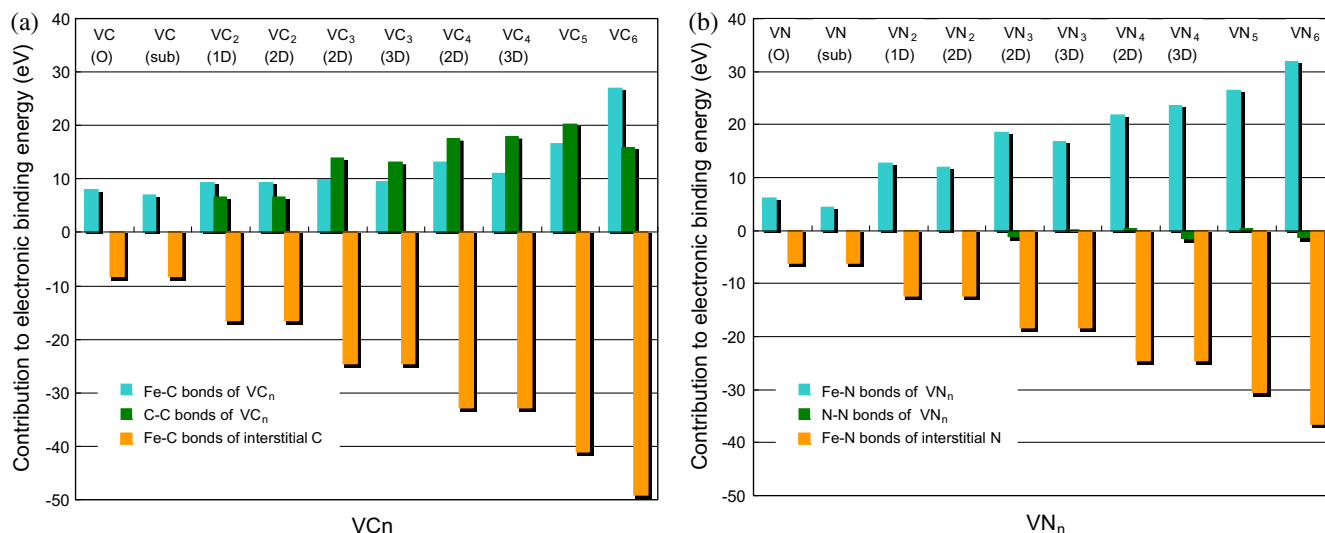 (a)
Contribution to electronic binding energy (eV)
40
30
20
10
0
-10
-20
-30
-40
-50
VC VC VC₂ VC₂ VC₃ VC₃ VC₄ VC₄ VC₅ VC₆
(O) (sub) (1D) (2D) (2D) (3D) (2D) (3D)
Fe-C bonds of VCₙ
C-C bonds of VCₙ
Fe-C bonds of interstitial C
VCn
(b)
Contribution to electronic binding energy (eV)
40
30
20
10
0
-10
-20
-30
-40
-50
VN VN VN₂ VN₂ VN₃ VN₃ VN₄ VN₄ VN₅ VN₆
(O) (sub) (1D) (2D) (2D) (3D) (2D) (3D)
Fe-N bonds of VNₙ
N-N bonds of VNₙ
Fe-N bonds of interstitial N
VNₙ